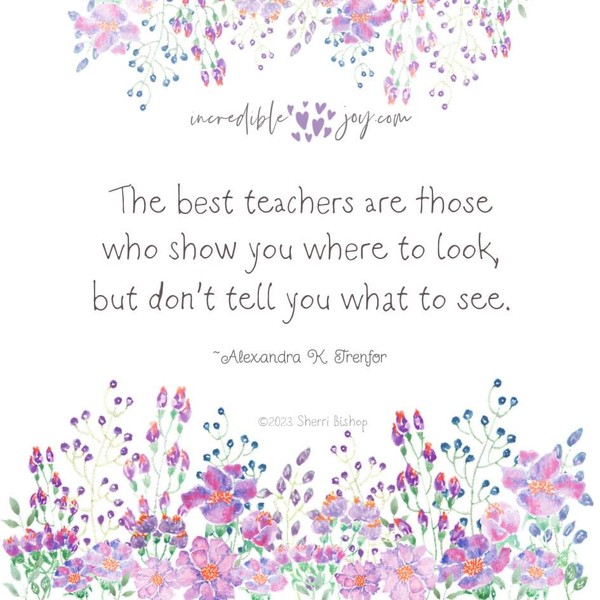 incredible joy.com
The best teachers are those
who show you where to look,
but don't tell you what to see.
~Alexandra K. Trenfor
©2023 Sherri Bishop